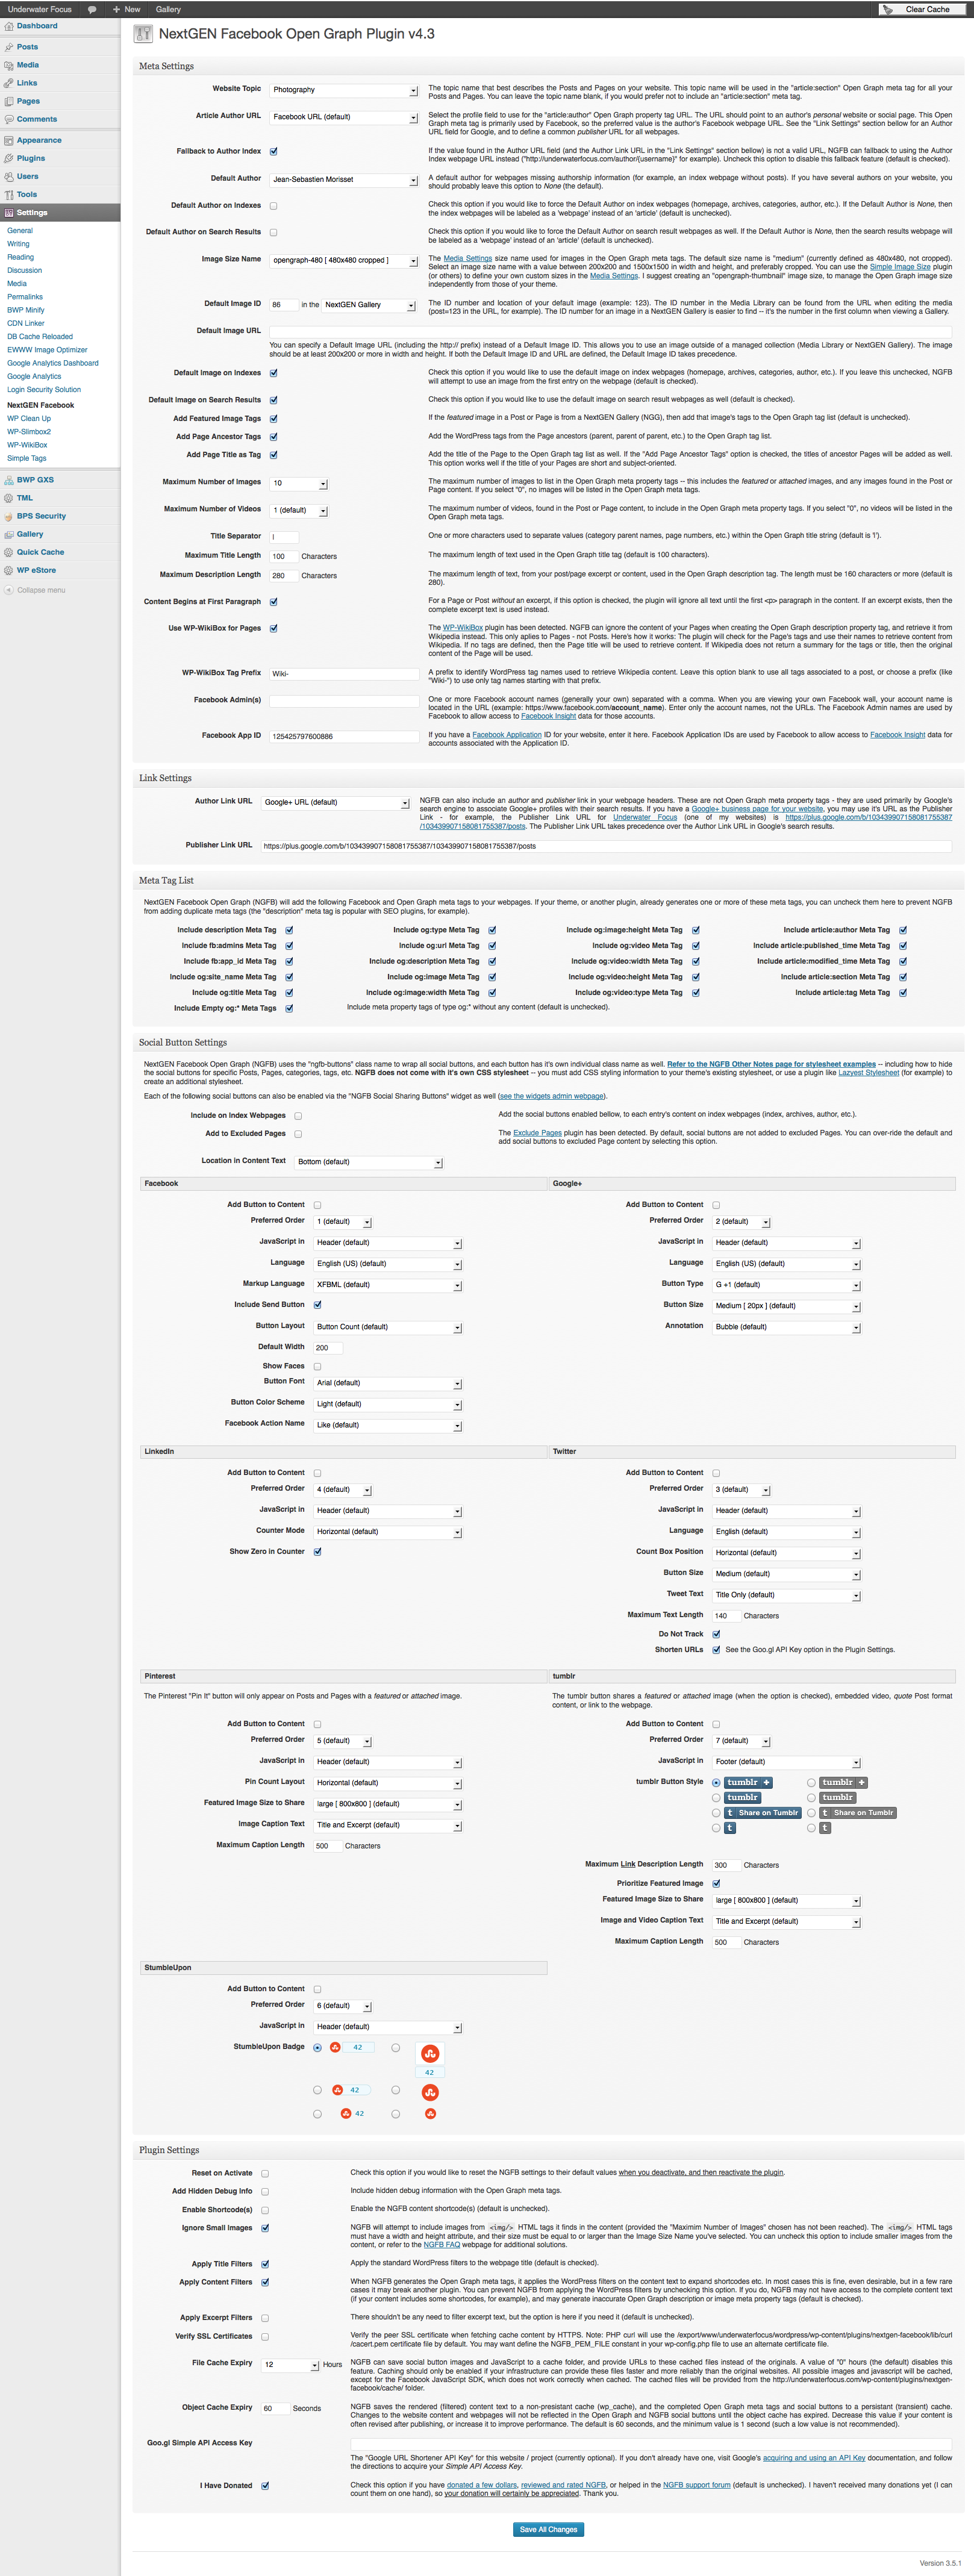 Underwater Focus
+ New
Gallery
Clear Cache
Dashboard
Posts
Media
Links
Pages
Comments
Appearance
Plugins
Users
Tools
Settings
General
Writing
Reading
Discussion
Media
Permalinks
BWP Minify
CDN Linker
DB Cache Reloaded
EWWW Image Optimizer
Google Analytics Dashboard
Google Analytics
Login Security Solution
NextGEN Facebook
WP Clean Up
WP-Slimbox2
WP-WikiBox
Simple Tags
BWP GXS
TML
BPS Security
Gallery
Quick Cache
WP eStore
Collapse menu
NextGEN Facebook Open Graph Plugin v4.3
Meta Settings
Website Topic
Photography
The topic name that best describes the Posts and Pages on your website. This topic name will be used in the "article:section" Open Graph meta tag for all your
Posts and Pages. You can leave the topic name blank, if you would prefer not to include an "article:section" meta tag.
Article Author URL
Facebook URL (default)
Select the profile field to use for the "article:author" Open Graph property tag URL. The URL should point to an author's personal website or social page. This Open
Graph meta tag is primarily used by Facebook, so the preferred value is the author's Facebook webpage URL. See the "Link Settings" section bellow for an Author
URL field for Google, and to define a common publisher URL for all webpages.
Fallback to Author Index
If the value found in the Author URL field (and the Author Link URL in the "Link Settings" section bellow) is not a valid URL, NGFB can fallback to using the Author
Index webpage URL instead ("http://underwaterfocus.com/author/{username}" for example). Uncheck this option to disable this fallback feature (default is checked).
Default Author
Jean-Sebastien Morisset
A default author for webpages missing authorship information (for example, an index webpage without posts). If you have several authors on your website, you
should probably leave this option to None (the default).
Default Author on Indexes
Check this option if you would like to force the Default Author on index webpages (homepage, archives, categories, author, etc.). If the Default Author is None, then
the index webpages will be labeled as a 'webpage' instead of an 'article' (default is unchecked).
Default Author on Search Results
Check this option if you would like to force the Default Author on search result webpages as well. If the Default Author is None, then the search results webpage
will be labeled as a 'webpage' instead of an 'article' (default is unchecked).
Image Size Name
opengraph-480 [ 480x480 cropped ]
The Media Settings size name used for images in the Open Graph meta tags. The default size name is "medium" (currently defined as 480x480, not cropped).
Select an image size name with a value between 200x200 and 1500x1500 in width and height, and preferably cropped. You can use the Simple Image Size plugin
(or others) to define your own custom sizes in the Media Settings. I suggest creating an "opengraph-thumbnail" image size, to manage the Open Graph image size
independently from those of your theme.
Default Image ID
86 in the NextGEN Gallery
The ID number and location of your default image (example: 123). The ID number in the Media Library can be found from the URL when editing the media
(post=123 in the URL, for example). The ID number for an image in a NextGEN Gallery is easier to find -- it's the number in the first column when viewing a Gallery.
Default Image URL
You can specify a Default Image URL (including the http:// prefix) instead of a Default Image ID. This allows you to use an image outside of a managed collection (Media Library or NextGEN Gallery). The image
should be at least 200x200 or more in width and height. If both the Default Image ID and URL are defined, the Default Image ID takes precedence.
Default Image on Indexes
Check this option if you would like to use the default image on index webpages (homepage, archives, categories, author, etc.). If you leave this unchecked, NGFB
will attempt to use an image from the first entry on the webpage (default is checked).
Default Image on Search Results
Check this option if you would like to use the default image on search result webpages as well (default is checked).
Add Featured Image Tags
If the featured image in a Post or Page is from a NextGEN Gallery (NGG), then add that image's tags to the Open Graph tag list (default is unchecked).
Add Page Ancestor Tags
Add the WordPress tags from the Page ancestors (parent, parent of parent, etc.) to the Open Graph tag list.
Add Page Title as Tag
Add the title of the Page to the Open Graph tag list as well. If the "Add Page Ancestor Tags" option is checked, the titles of ancestor Pages will be added as well.
This option works well if the title of your Pages are short and subject-oriented.
Maximum Number of Images
10
The maximum number of images to list in the Open Graph meta property tags -- this includes the featured or attached images, and any images found in the Post or
Page content. If you select "0", no images will be listed in the Open Graph meta tags.
Maximum Number of Videos
1 (default)
The maximum number of videos, found in the Post or Page content, to include in the Open Graph meta property tags. If you select "0", no videos will be listed in the
Open Graph meta tags.
Title Separator
|
One or more characters used to separate values (category parent names, page numbers, etc.) within the Open Graph title string (default is '|').
Maximum Title Length
100 Characters
The maximum length of text used in the Open Graph title tag (default is 100 characters).
Maximum Description Length
280 Characters
The maximum length of text, from your post/page excerpt or content, used in the Open Graph description tag. The length must be 160 characters or more (default is
280).
Content Begins at First Paragraph
For a Page or Post without an excerpt, if this option is checked, the plugin will ignore all text until the first <p> paragraph in the content. If an excerpt exists, then the
complete excerpt text is used instead.
Use WP-WikiBox for Pages
The WP-WikiBox plugin has been detected. NGFB can ignore the content of your Pages when creating the Open Graph description property tag, and retrieve it from
Wikipedia instead. This only aplies to Pages - not Posts. Here's how it works: The plugin will check for the Page's tags and use their names to retrieve content from
Wikipedia. If no tags are defined, then the Page title will be used to retrieve content. If Wikipedia does not return a summary for the tags or title, then the original
content of the Page will be used.
WP-WikiBox Tag Prefix
Wiki-
A prefix to identify WordPress tag names used to retrieve Wikipedia content. Leave this option blank to use all tags associated to a post, or choose a prefix (like
"Wiki-") to use only tag names starting with that prefix.
Facebook Admin(s)
One or more Facebook account names (generally your own) separated with a comma. When you are viewing your own Facebook wall, your account name is
located in the URL (example: https://www.facebook.com/account_name). Enter only the account names, not the URLs. The Facebook Admin names are used by
Facebook to allow access to Facebook Insight data for those accounts.
Facebook App ID
125425797600886
If you have a Facebook Application ID for your website, enter it here. Facebook Application IDs are used by Facebook to allow access to Facebook Insight data for
accounts associated with the Application ID.
Link Settings
Author Link URL
Google+ URL (default)
NGFB can also include an author and publisher link in your webpage headers. These are not Open Graph meta property tags - they are used primarily by Google's
search engine to associate Google+ profiles with their search results. If you have a Google+ business page for your website, you may use it's URL as the Publisher
Link - for example, the Publisher Link URL for Underwater Focus (one of my websites) is https://plus.google.com/b/103439907158081755387
/103439907158081755387/posts. The Publisher Link URL takes precedence over the Author Link URL in Google's search results.
Publisher Link URL
https://plus.google.com/b/103439907158081755387/103439907158081755387/posts
Meta Tag List
NextGEN Facebook Open Graph (NGFB) will add the following Facebook and Open Graph meta tags to your webpages. If your theme, or another plugin, already generates one or more of these meta tags, you can uncheck them here to prevent NGFB
from adding duplicate meta tags (the "description" meta tag is popular with SEO plugins, for example).
Include description Meta Tag
Include og:type Meta Tag
Include og:image:height Meta Tag
Include article:author Meta Tag
Include fb:admins Meta Tag
Include og:url Meta Tag
Include og:video Meta Tag
Include article:published_time Meta Tag
Include fb:app_id Meta Tag
Include og:description Meta Tag
Include og:video:width Meta Tag
Include article:modified_time Meta Tag
Include og:site_name Meta Tag
Include og:image Meta Tag
Include og:video:height Meta Tag
Include article:section Meta Tag
Include og:title Meta Tag
Include og:image:width Meta Tag
Include og:video:type Meta Tag
Include article:tag Meta Tag
Include Empty og:* Meta Tags
Include meta property tags of type og:* without any content (default is unchecked).
Social Button Settings
NextGEN Facebook Open Graph (NGFB) uses the "ngfb-buttons" class name to wrap all social buttons, and each button has it's own individual class name as well. Refer to the NGFB Other Notes page for stylesheet examples -- including how to hide
the social buttons for specific Posts, Pages, categories, tags, etc. NGFB does not come with it's own CSS stylesheet -- you must add CSS styling information to your theme's existing stylesheet, or use a plugin like Lazyest Stylesheet (for example) to
create an additional stylesheet.
Each of the following social buttons can also be enabled via the "NGFB Social Sharing Buttons" widget as well (see the widgets admin webpage).
Include on Index Webpages
Add the social buttons enabled bellow, to each entry's content on index webpages (index, archives, author, etc.).
Add to Excluded Pages
The Exclude Pages plugin has been detected. By default, social buttons are not added to excluded Pages. You can over-ride the default and
add social buttons to excluded Page content by selecting this option.
Location in Content Text
Bottom (default)
Facebook
Google+
Add Button to Content
Add Button to Content
Preferred Order 1 (default)
Preferred Order 2 (default)
JavaScript in Header (default)
JavaScript in Header (default)
Language English (US) (default)
Language English (US) (default)
Markup Language XFBML (default)
Button Type G +1 (default)
Include Send Button
Button Size Medium [ 20px ] (default)
Button Layout Button Count (default)
Annotation Bubble (default)
Default Width 200
Show Faces
Button Font Arial (default)
Button Color Scheme Light (default)
Facebook Action Name Like (default)
LinkedIn
Twitter
Add Button to Content
Add Button to Content
Preferred Order 4 (default)
Preferred Order 3 (default)
JavaScript in Header (default)
JavaScript in Header (default)
Counter Mode Horizontal (default)
Language English (default)
Show Zero in Counter
Count Box Position Horizontal (default)
Button Size Medium (default)
Tweet Text Title Only (default)
Maximum Text Length 140 Characters
Do Not Track
Shorten URLs See the Goo.gl API Key option in the Plugin Settings.
Pinterest
tumblr
The Pinterest "Pin It" button will only appear on Posts and Pages with a featured or attached image.
The tumblr button shares a featured or attached image (when the option is checked), embedded video, quote Post format
content, or link to the webpage.
Add Button to Content
Add Button to Content
Preferred Order 5 (default)
Preferred Order 7 (default)
JavaScript in Header (default)
JavaScript in Footer (default)
Pin Count Layout Horizontal (default)
tumblr Button Style tumblr + tumblr +
tumblr tumblr
Featured Image Size to Share large [ 800x800 ] (default)
t Share on Tumblr t Share on Tumblr
Image Caption Text Title and Excerpt (default)
t t
Maximum Caption Length 500 Characters
Maximum Link Description Length 300 Characters
Prioritize Featured Image
Featured Image Size to Share large [ 800x800 ] (default)
Image and Video Caption Text Title and Excerpt (default)
Maximum Caption Length 500 Characters
StumbleUpon
Add Button to Content
Preferred Order 6 (default)
JavaScript in Header (default)
StumbleUpon Badge 42
42
42
42
Plugin Settings
Reset on Activate
Check this option if you would like to reset the NGFB settings to their default values when you deactivate, and then reactivate the plugin.
Add Hidden Debug Info
Include hidden debug information with the Open Graph meta tags.
Enable Shortcode(s)
Enable the NGFB content shortcode(s) (default is unchecked).
Ignore Small Images
NGFB will attempt to include images from <img/> HTML tags it finds in the content (provided the "Maximim Number of Images" chosen has not been reached). The <img/> HTML tags
must have a width and height attribute, and their size must be equal to or larger than the Image Size Name you've selected. You can uncheck this option to include smaller images from
the content, or refer to the NGFB FAQ webpage for additional solutions.
Apply Title Filters
Apply the standard WordPress filters to the webpage title (default is checked).
Apply Content Filters
When NGFB generates the Open Graph meta tags, it applies the WordPress filters on the content text to expand shortcodes etc. In most cases this is fine, even desirable, but in a few rare
cases it may break another plugin. You can prevent NGFB from applying the WordPress filters by unchecking this option. If you do, NGFB may not have access to the complete content text
(if your content includes some shortcodes, for example), and may generate inaccurate Open Graph description or image meta property tags (default is checked).
Apply Excerpt Filters
There shouldn't be any need to filter excerpt text, but the option is here if you need it (default is unchecked).
Verify SSL Certificates
Verify the peer SSL certificate when fetching cache content by HTTPS. Note: PHP curl will use the /export/www/underwaterfocus/wordpress/wp-content/plugins/nextgen-facebook/lib/curl
/cacert.pem certificate file by default. You may want define the NGFB_PEM_FILE constant in your wp-config.php file to use an alternate certificate file.
File Cache Expiry
12 Hours
NGFB can save social button images and JavaScript to a cache folder, and provide URLs to these cached files instead of the originals. A value of "0" hours (the default) disables this
feature. Caching should only be enabled if your infrastructure can provide these files faster and more reliably than the original websites. All possible images and javascript will be cached,
except for the Facebook JavaScript SDK, which does not work correctly when cached. The cached files will be provided from the http://underwaterfocus.com/wp-content/plugins/nextgen-
facebook/cache/ folder.
Object Cache Expiry
60 Seconds
NGFB saves the rendered (filtered) content text to a non-presistant cache (wp_cache), and the completed Open Graph meta tags and social buttons to a persistant (transient) cache.
Changes to the website content and webpages will not be reflected in the Open Graph and NGFB social buttons until the object cache has expired. Decrease this value if your content is
often revised after publishing, or increase it to improve performance. The default is 60 seconds, and the minimum value is 1 second (such a low value is not recommended).
Goo.gl Simple API Access Key
The "Google URL Shortener API Key" for this website / project (currently optional). If you don't already have one, visit Google's acquiring and using an API Key documentation, and follow
the directions to acquire your Simple API Access Key.
I Have Donated
Check this option if you have donated a few dollars, reviewed and rated NGFB, or helped in the NGFB support forum (default is unchecked). I haven't received many donations yet (I can
count them on one hand), so your donation will certainly be appreciated. Thank you.
Save All Changes
Version 3.5.1